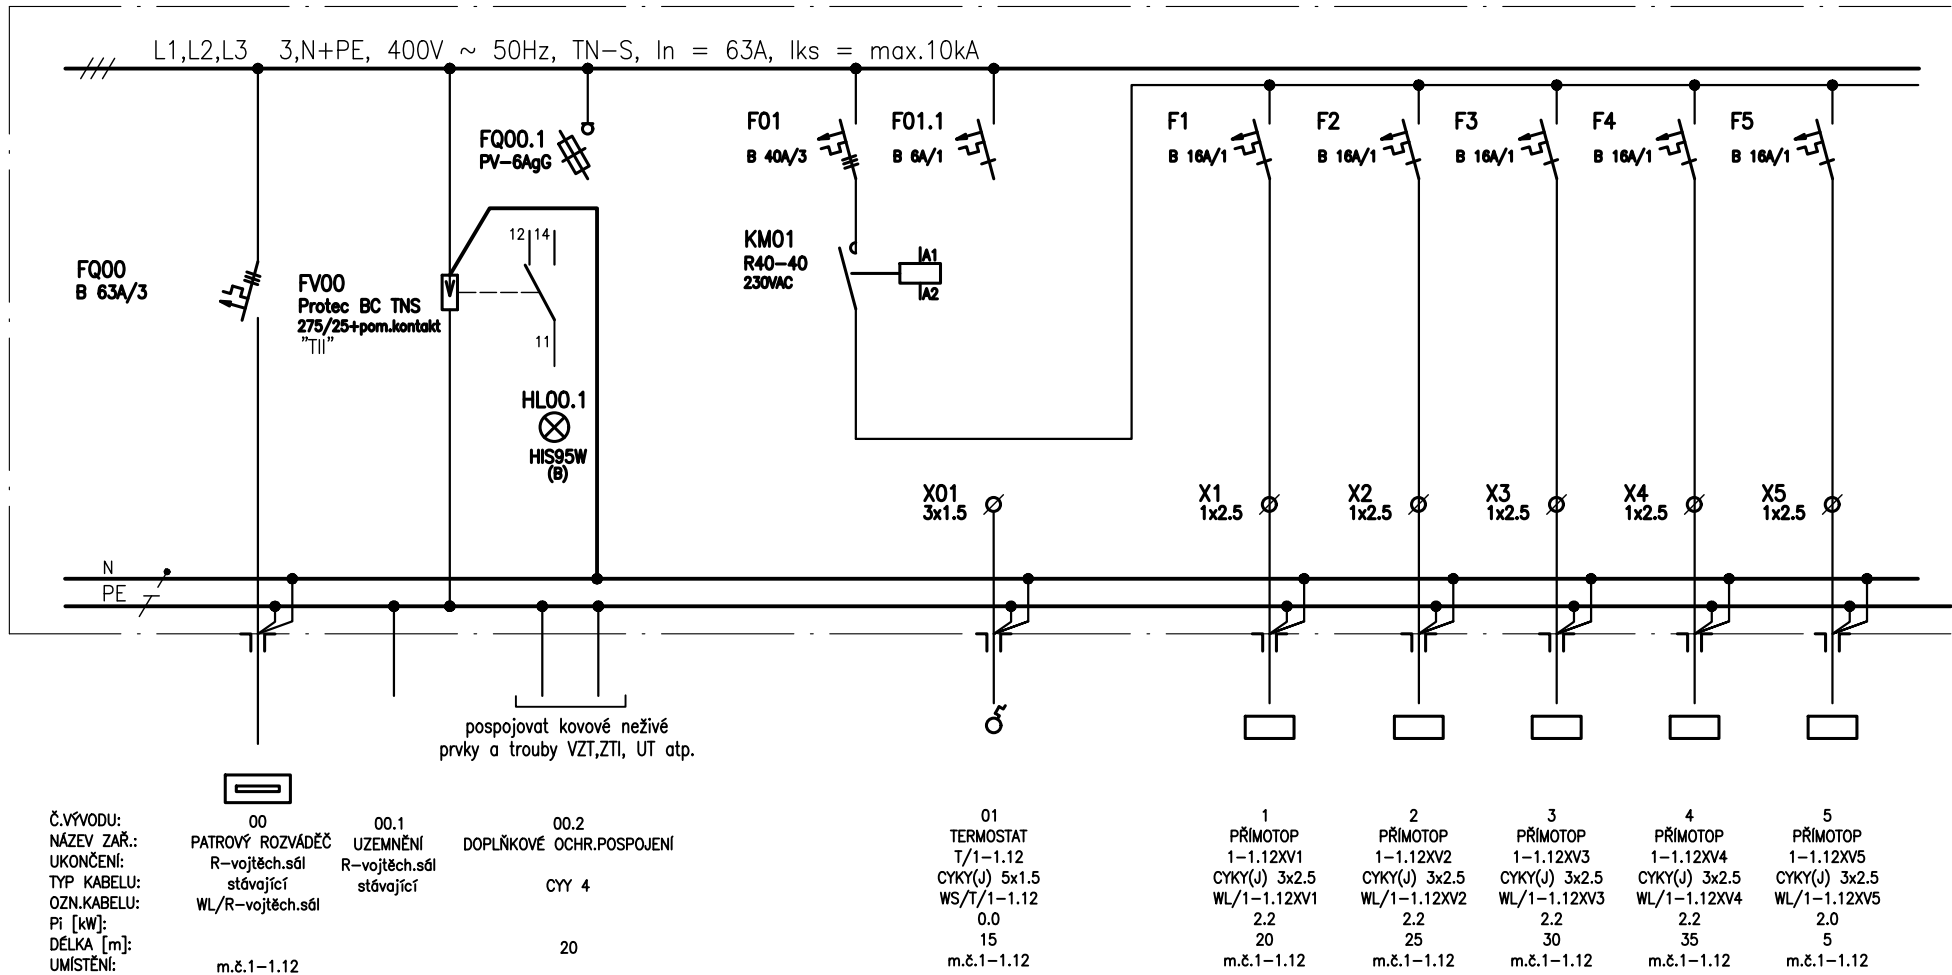 L1,L2,L3 3,N+PE, 400V ~ 50Hz, TN-S, In = 63A, Iks = max.10kA
FQ00
B 63A/3
FV00
Protec BC TNS
275/25+pom.kontakt
"TII"
FQ00.1
PV-6AgG
12 14
11
HL00.1
HIS95W
(B)
F01
B 40A/3
F01.1
B 6A/1
KM01
R40-40
230VAC
A1
A2
F1
B 16A/1
F2
B 16A/1
F3
B 16A/1
F4
B 16A/1
F5
B 16A/1
X01
3x1.5
X1
1x2.5
X2
1x2.5
X3
1x2.5
X4
1x2.5
X5
1x2.5
N
PE
pospojovat kovové neživé
prvky a trouby VZT,ZTI, UT atp.
Č.VÝVODU: 00 00.1 00.2 01 1 2 3 4 5
NÁZEV ZAŘ.: PATROVÝ ROZVÁDĚČ UZEMNĚNÍ DOPLŇKOVÉ OCHR.POSPOJENÍ TERMOSTAT PŘÍMOTOP PŘÍMOTOP PŘÍMOTOP PŘÍMOTOP PŘÍMOTOP
UKONČENÍ: R-vojtěch.sál R-vojtěch.sál T/1-1.12 1-1.12XV1 1-1.12XV2 1-1.12XV3 1-1.12XV4 1-1.12XV5
TYP KABELU: stávající stávající CYY 4 CYKY(J) 5x1.5 CYKY(J) 3x2.5 CYKY(J) 3x2.5 CYKY(J) 3x2.5 CYKY(J) 3x2.5 CYKY(J) 3x2.5
OZN.KABELU: WL/R-vojtěch.sál WS/T/1-1.12 WL/1-1.12XV1 WL/1-1.12XV2 WL/1-1.12XV3 WL/1-1.12XV4 WL/1-1.12XV5
Pi [kW]: 0.0 2.2 2.2 2.2 2.2 2.0
DÉLKA [m]: 20 15 20 25 30 35 5
UMÍSTĚNÍ: m.č.1-1.12 m.č.1-1.12 m.č.1-1.12 m.č.1-1.12 m.č.1-1.12 m.č.1-1.12 m.č.1-1.12